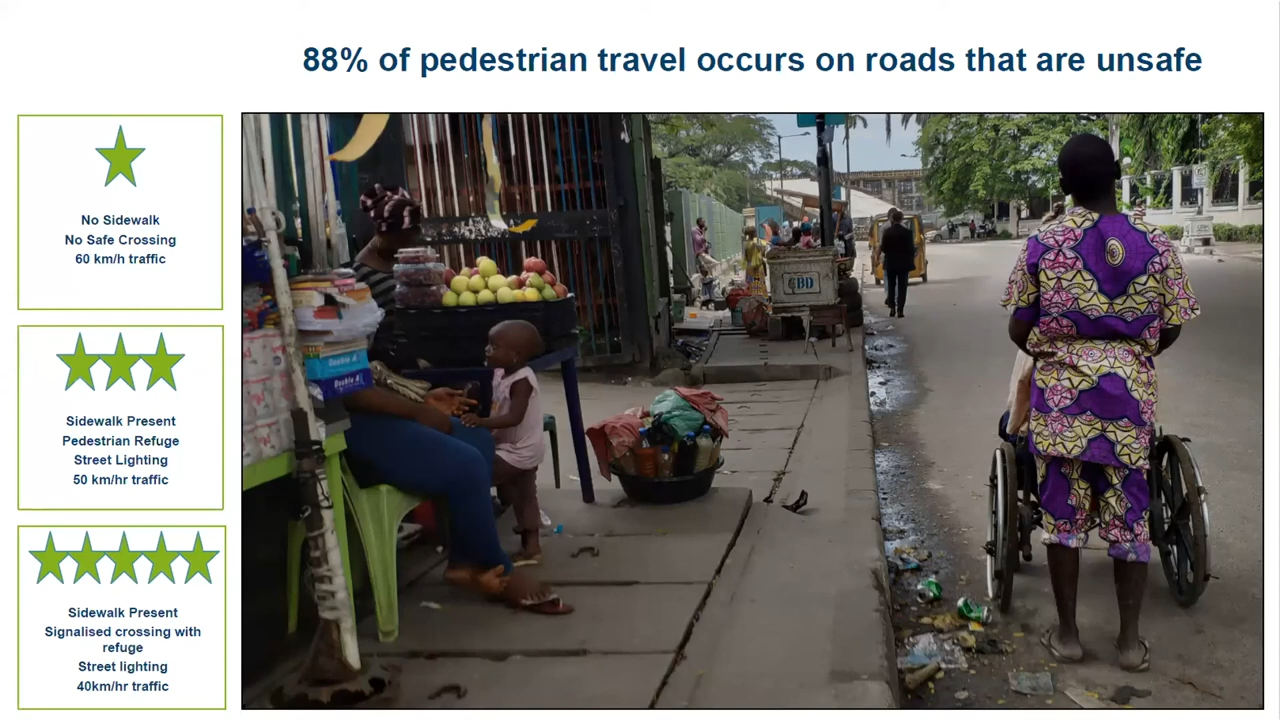 88% of pedestrian travel occurs on roads that are unsafe
No Sidewalk
No Safe Crossing
60 km/h traffic
Sidewalk Present
Pedestrian Refuge
Street Lighting
50 km/hr traffic
Sidewalk Present
Signalised crossing with
refuge
Street lighting
40km/hr traffic
Double A
Double A
CBD